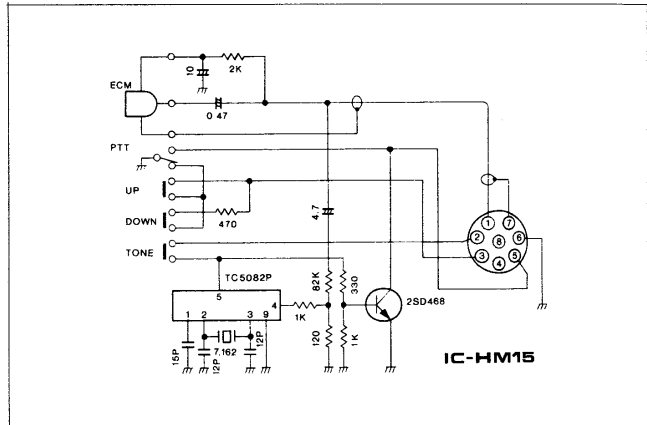 10
2K
ECM
0.47
PTT
UP
4.7
1 7
DOWN
470
2 8 6
3 4 5
TONE
TC5082P
5
82K
330
2SD468
4
1K
1 2 3 9
120
1K
15P
12P
7.162
12P
IC-HM15